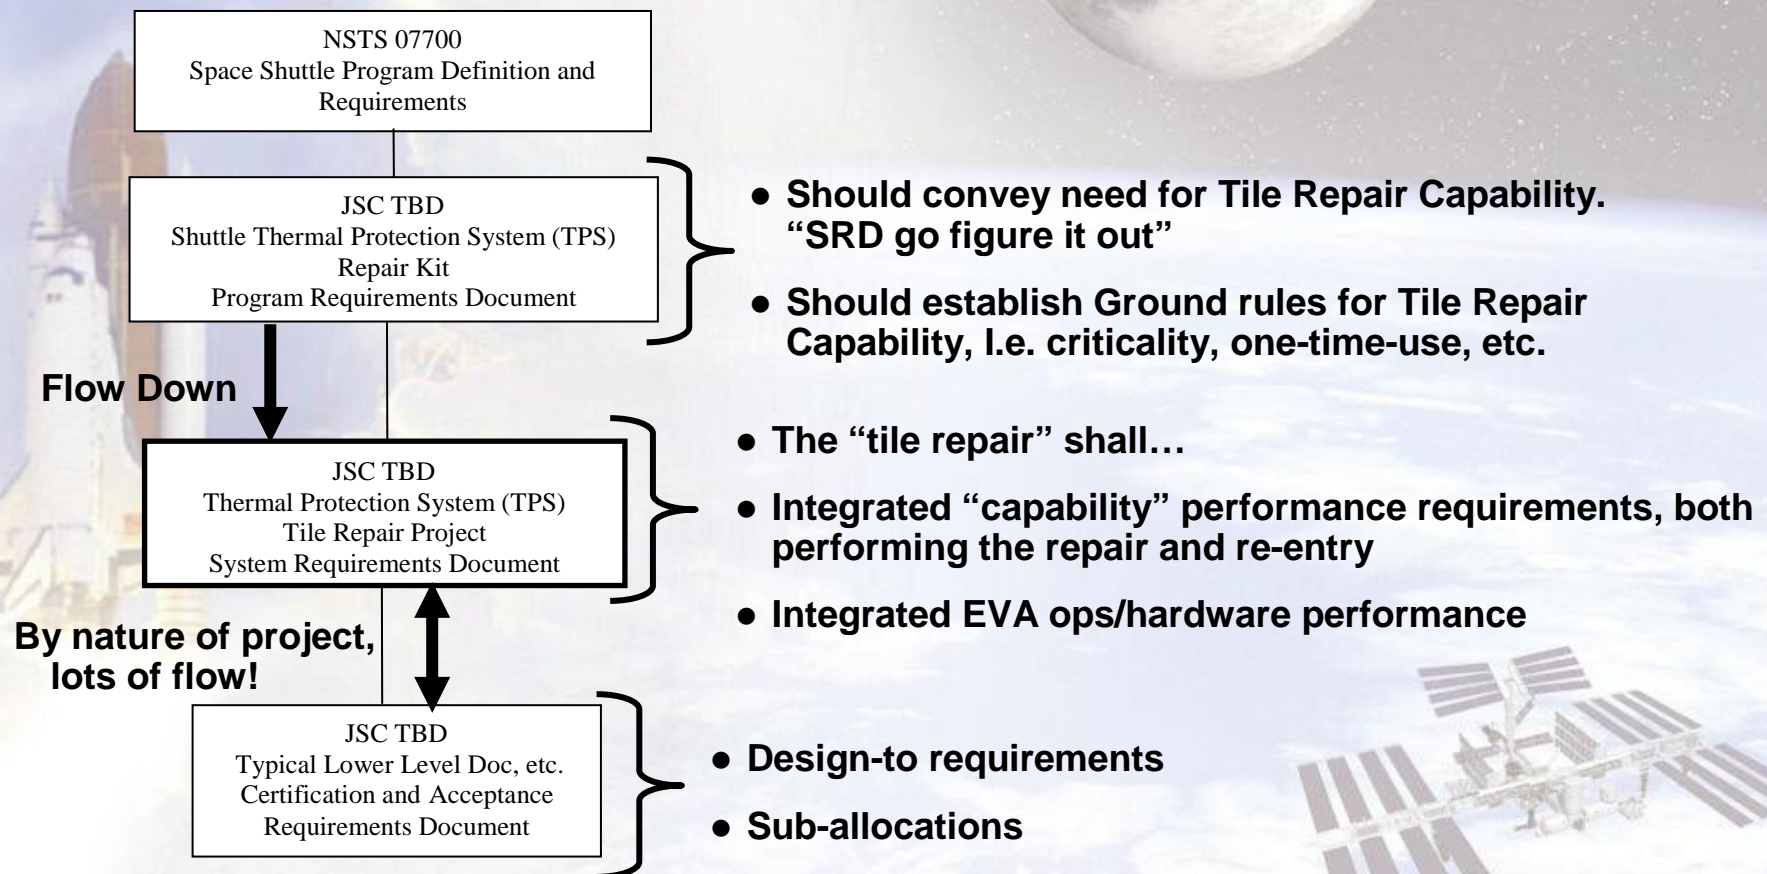 NSTS 07700
Space Shuttle Program Definition and
Requirements
JSC TBD
Shuttle Thermal Protection System (TPS)
Repair Kit
Program Requirements Document
● Should convey need for Tile Repair Capability.
“SRD go figure it out”
● Should establish Ground rules for Tile Repair
Capability, I.e. criticality, one-time-use, etc.
Flow Down
JSC TBD
Thermal Protection System (TPS)
Tile Repair Project
System Requirements Document
● The “tile repair” shall…
● Integrated “capability” performance requirements, both
performing the repair and re-entry
● Integrated EVA ops/hardware performance
By nature of project,
lots of flow!
JSC TBD
Typical Lower Level Doc, etc.
Certification and Acceptance
Requirements Document
● Design-to requirements
● Sub-allocations